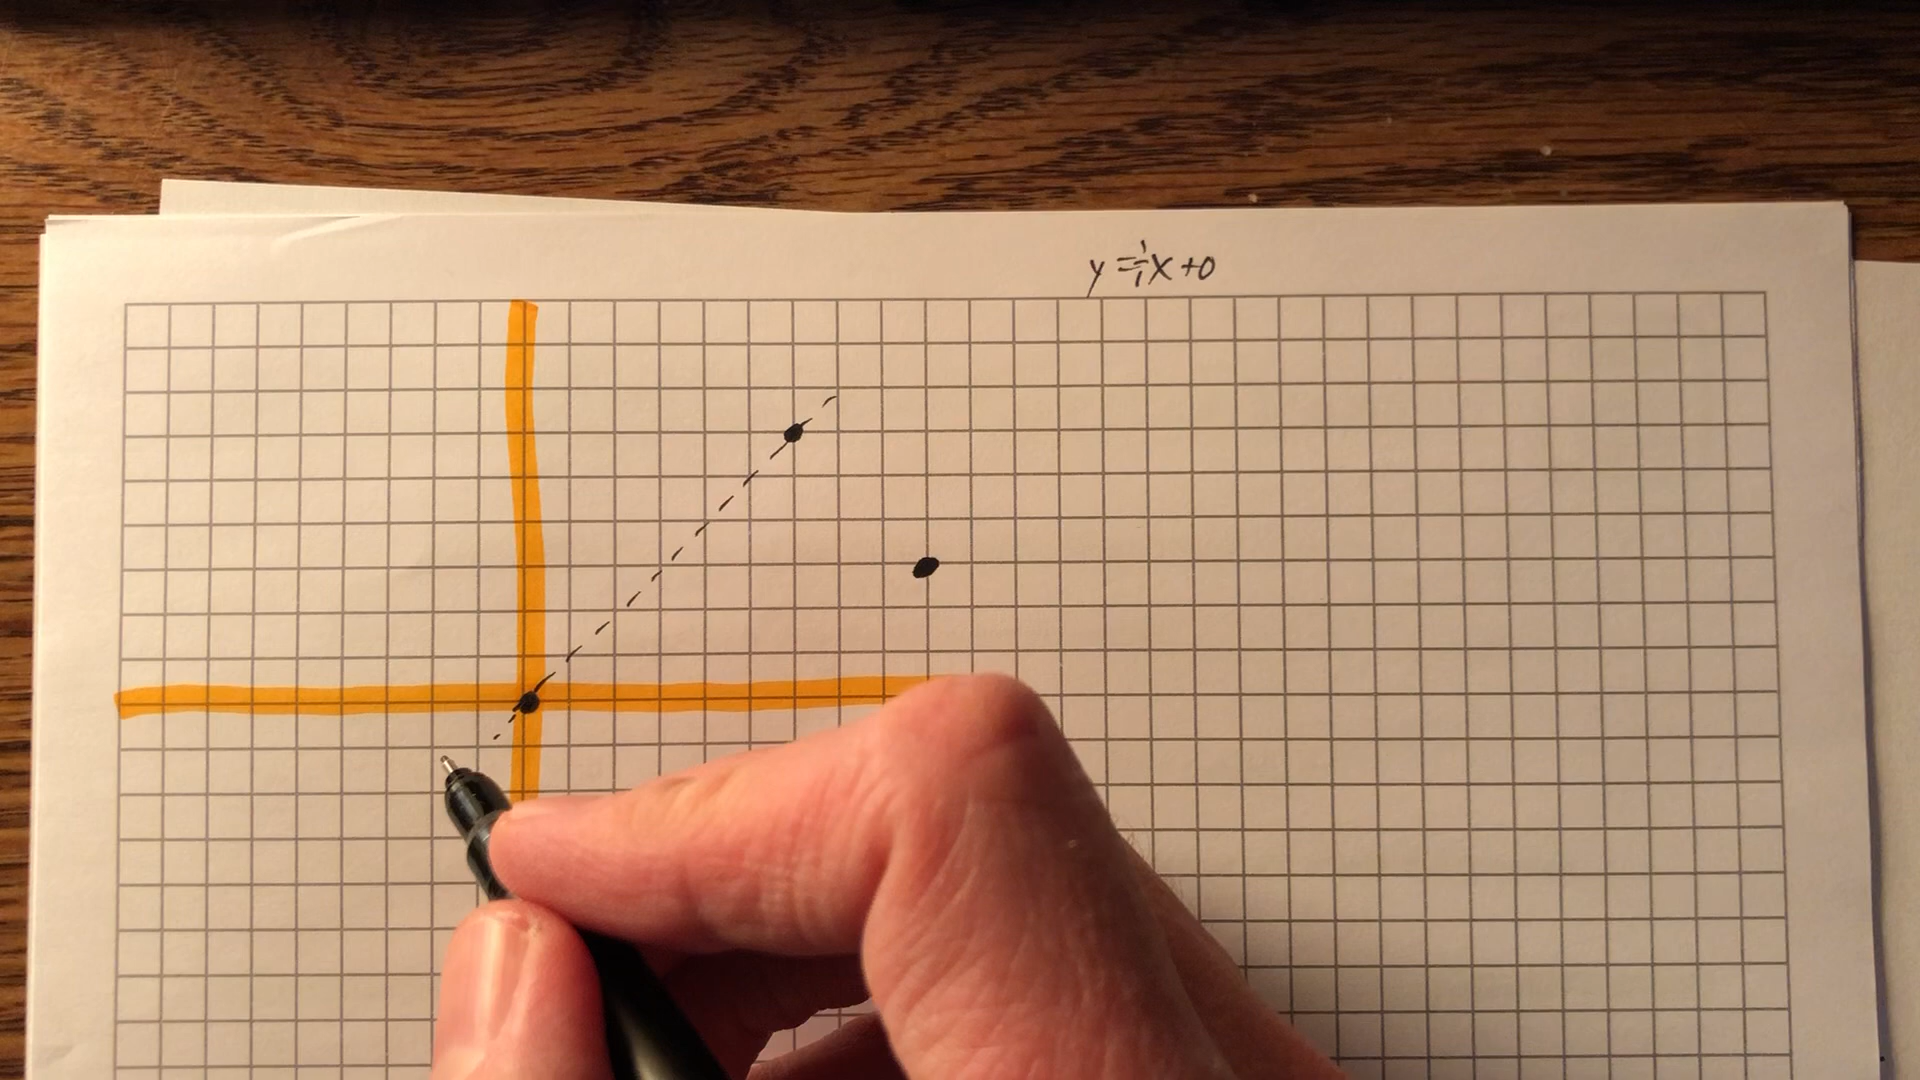 y = 1/1 x + 0